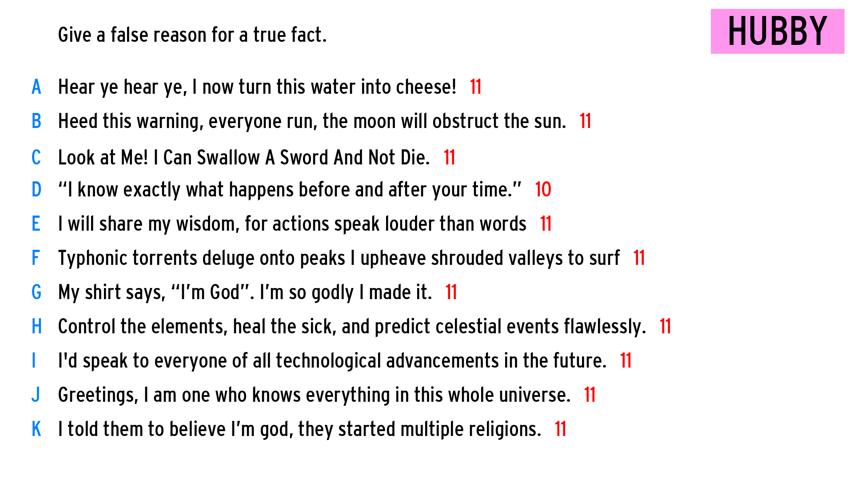 Give a false reason for a true fact.
HUBBY
A Hear ye hear ye, I now turn this water into cheese! 11
B Heed this warning, everyone run, the moon will obstruct the sun. 11
C Look at Me! I Can Swallow A Sword And Not Die. 11
D “I know exactly what happens before and after your time.” 10
E I will share my wisdom, for actions speak louder than words 11
F Typhonic torrents deluge onto peaks I upheave shrouded valleys to surf 11
G My shirt says, “I’m God”. I’m so godly I made it. 11
H Control the elements, heal the sick, and predict celestial events flawlessly. 11
I I'd speak to everyone of all technological advancements in the future. 11
J Greetings, I am one who knows everything in this whole universe. 11
K I told them to believe I’m god, they started multiple religions. 11